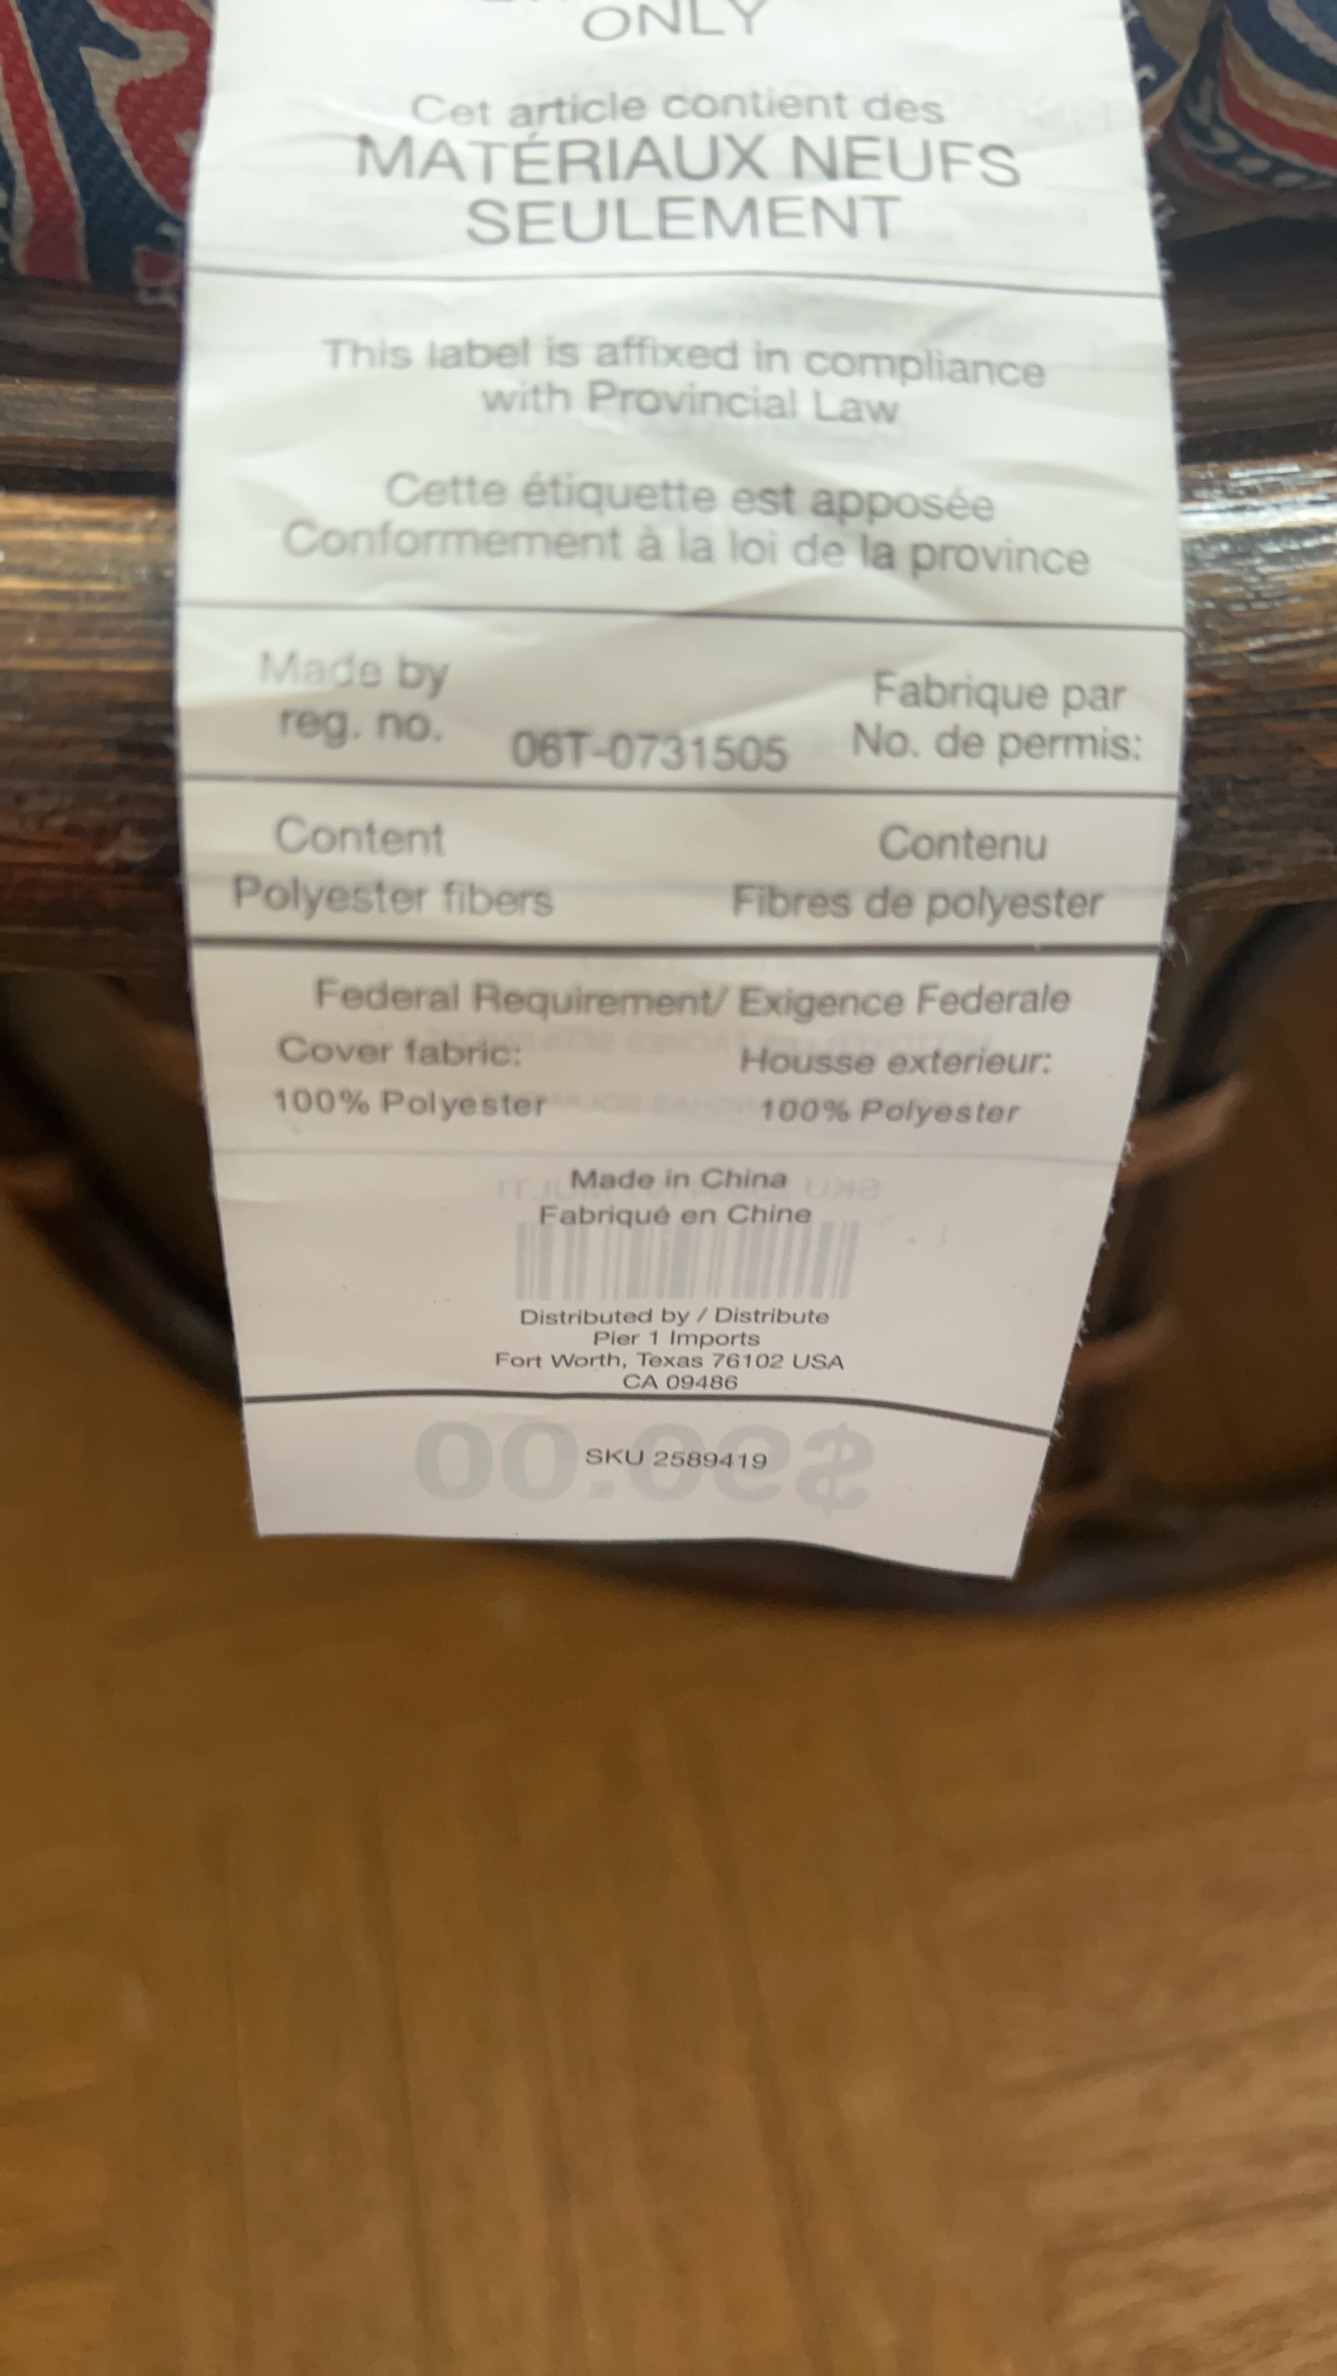 ONLY
Cet article contient des
MATÉRIAUX NEUFS
SEULEMENT
This label is affixed in compliance
with Provincial Law
Cette étiquette est apposée
Conformement à la loi de la province
Made by
reg. no.
06T-0731505
Fabrique par
No. de permis:
Content
Contenu
Polyester fibers
Fibres de polyester
Federal Requirement/ Exigence Federale
Cover fabric:
Housse exterieur:
100% Polyester
100% Polyester
Made in China
Fabriqué en Chine
Distributed by / Distribute
Pier 1 Imports
Fort Worth, Texas 76102 USA
CA 09486
SKU 2589419